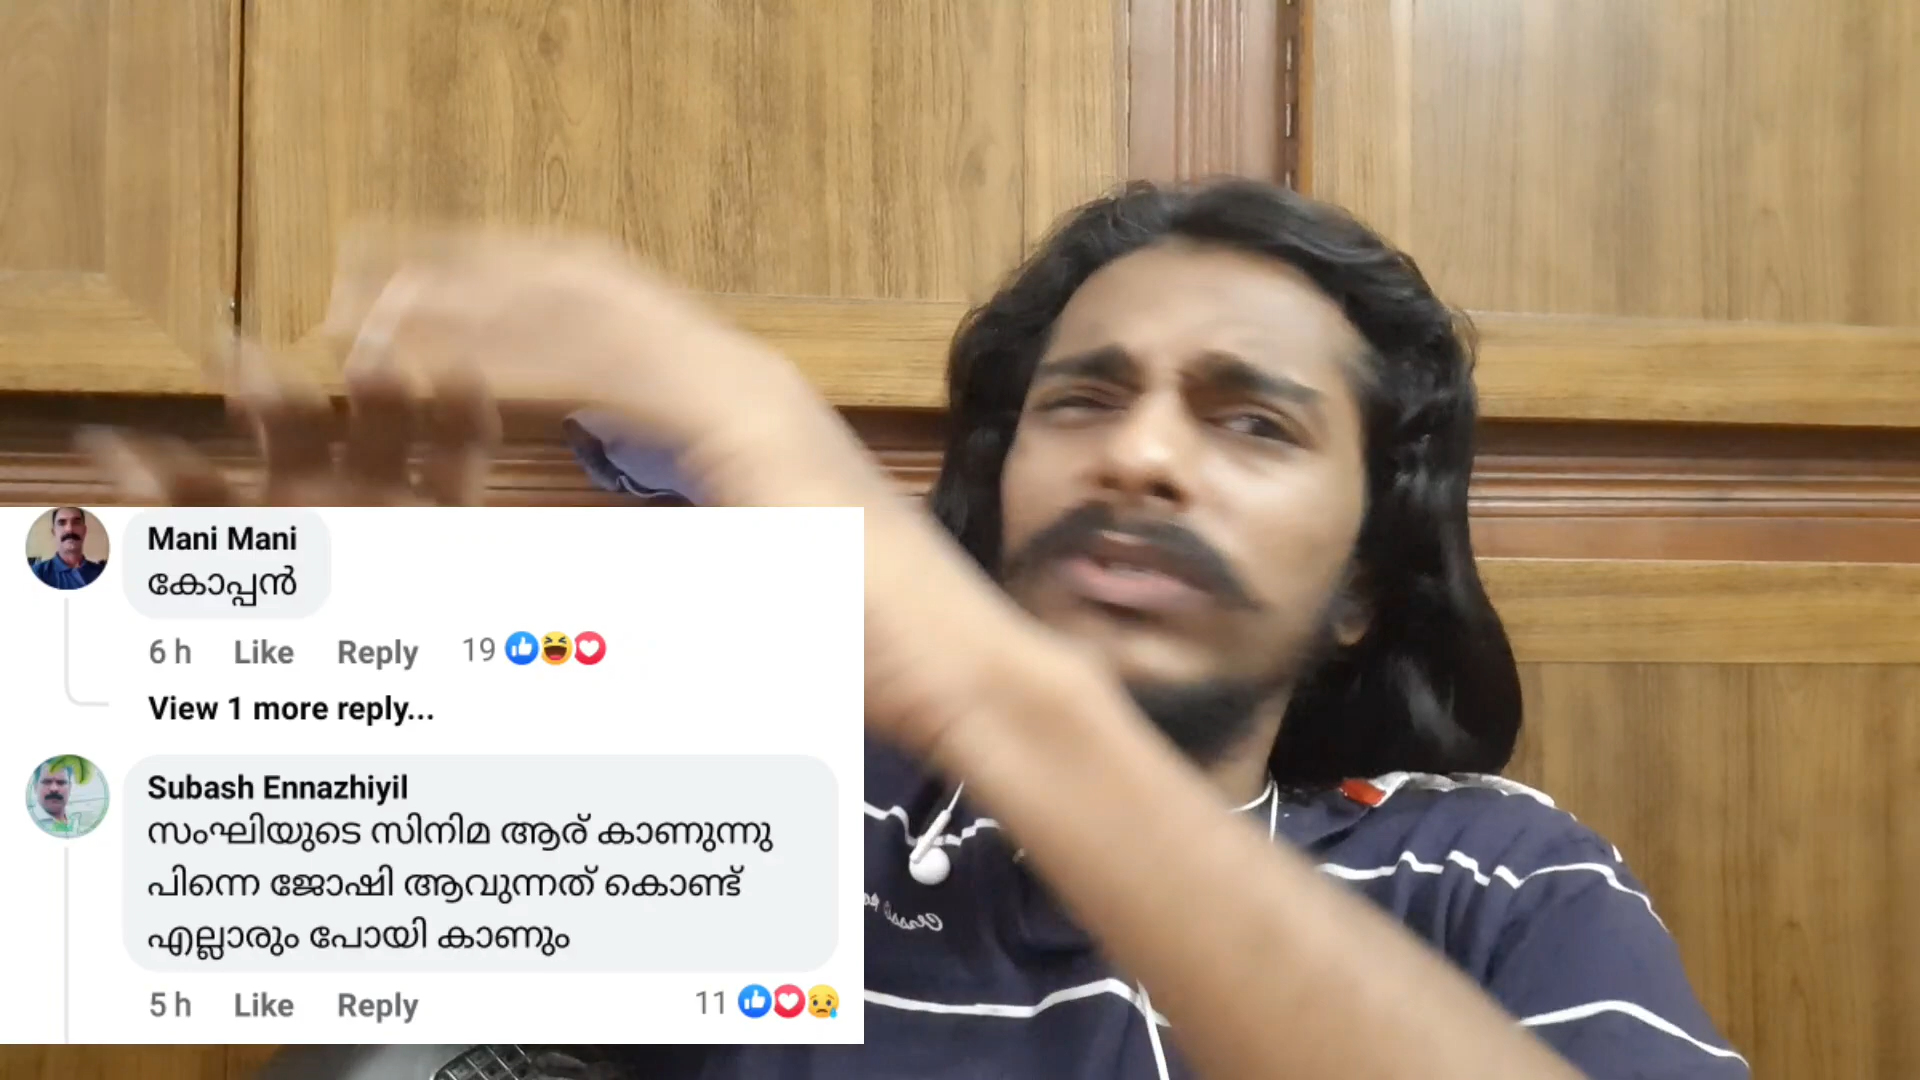 Mani Mani
കോപ്പൻ
6 h Like Reply 19
View 1 more reply...
Subash Ennazhiyil
സംഘിയുടെ സിനിമ ആര് കാണുന്നു
പിന്നെ ജോഷി ആവുന്നത് കൊണ്ട്
എല്ലാരും പോയി കാണും
5 h Like Reply 11